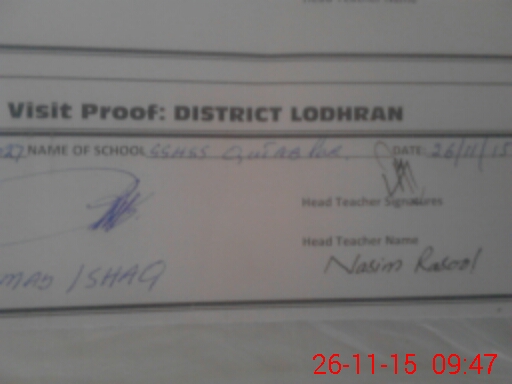 Visit Proof: DISTRICT LODHRAN
NAME OF SCHOOL DATE: 26/11/15
Head Teacher Signatures
Head Teacher Name
Nasim Rasool
ISHAQ
26-11-15 09:47